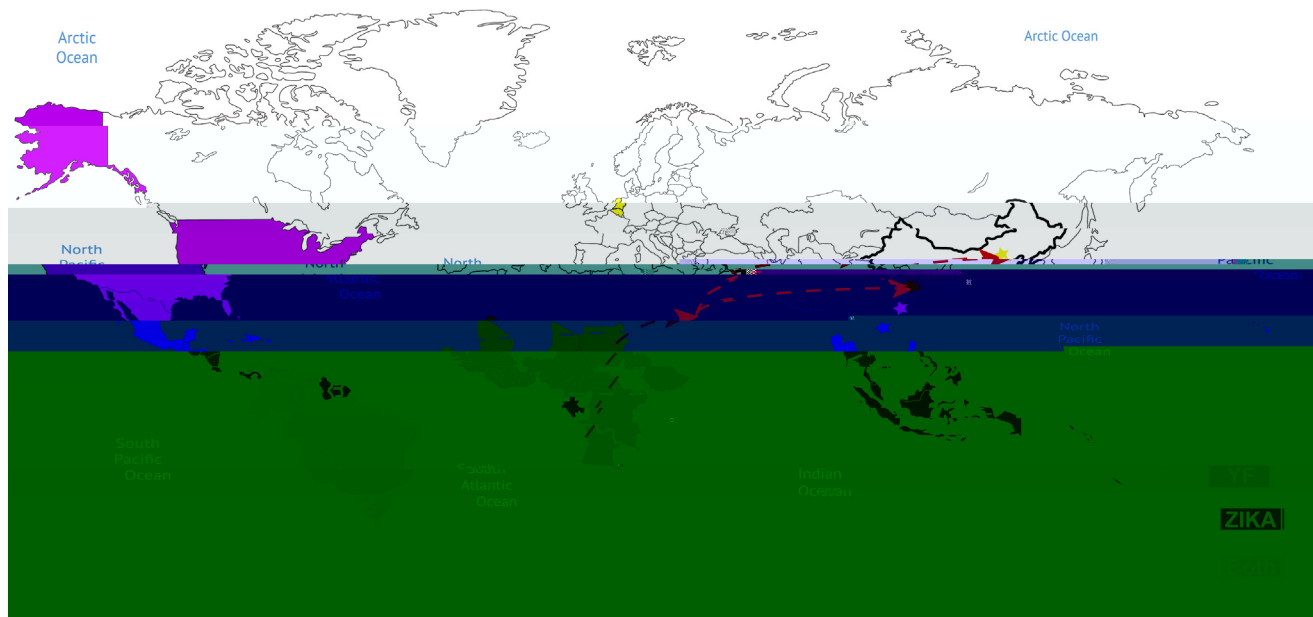 Arctic
Ocean
Arctic Ocean
North
Pacific
North
Atlantic
Ocean
North
Pacific
North
Pacific
Ocean
South
Pacific
Ocean
South
Atlantic
Ocean
Indian
Ocean
YF
ZIKA